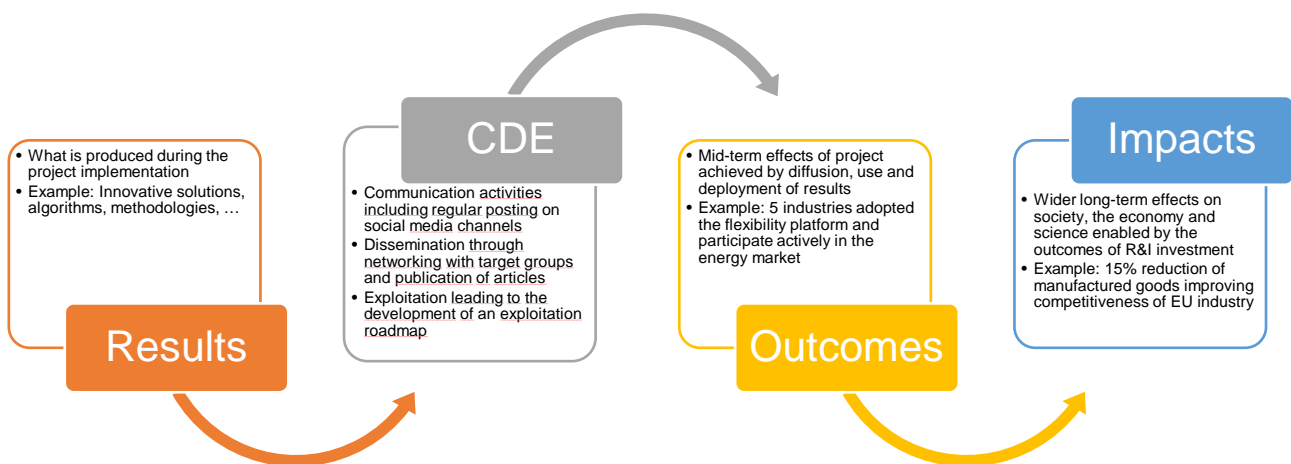 • What is produced during the
project implementation
• Example: Innovative solutions,
algorithms, methodologies, …
Results
CDE
• Communication activities
including regular posting on
social media channels
• Dissemination through
networking with target groups
and publication of articles
• Exploitation leading to the
development of an exploitation
roadmap
• Mid-term effects of project
achieved by diffusion, use
and deployment of results
• Example: 5 industries adopted
the flexibility platform and
participate actively in the
energy market
Outcomes
Impacts
• Wider long-term effects on
society, the economy and
science enabled by the
outcomes of R&I investment
• Example: 15% reduction of
manufactured goods improving
competitiveness of EU industry